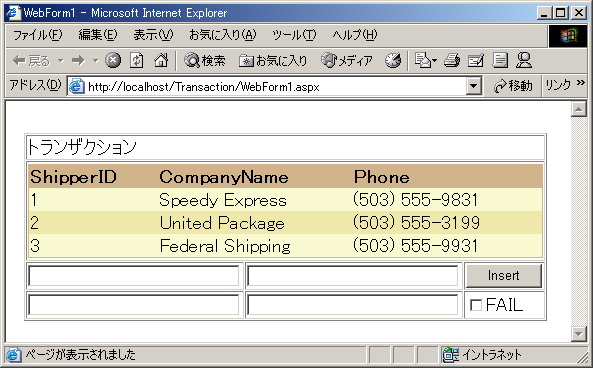 WebForm1 - Microsoft Internet Explorer
ファイル(F) 編集(E) 表示(V) お気に入り(A) ツール(T) ヘルプ(H)
戻る 検索 お気に入り メディア
アドレス(D) http://localhost/Transaction/WebForm1.aspx 移動 リンク »
トランザクション
ShipperID CompanyName Phone
1 Speedy Express (503) 555-9831
2 United Package (503) 555-3199
3 Federal Shipping (503) 555-9931
Insert
FAIL
ページが表示されました イントラネット